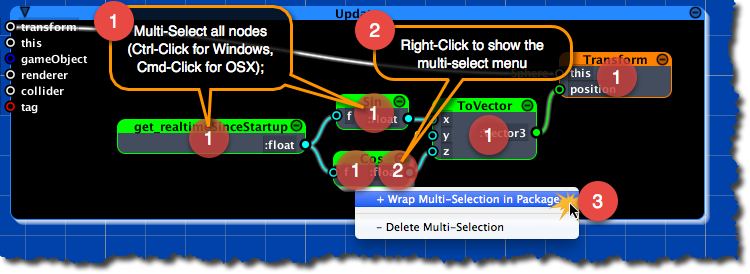 Updat
1
Multi-Select all nodes
(Ctrl-Click for Windows,
Cmd-Click for OSX);
2
Right-Click to show the
multi-select menu
transform
this
gameObject
renderer
collider
tag
Transform
this
1
position
Sin
f 1 :float
ToVector
x
y 1 :vector3
z
get_realtimeSinceStartup
1
:float
Cos
f 1 2
+ Wrap Multi-Selection in Package
3
- Delete Multi-Selection